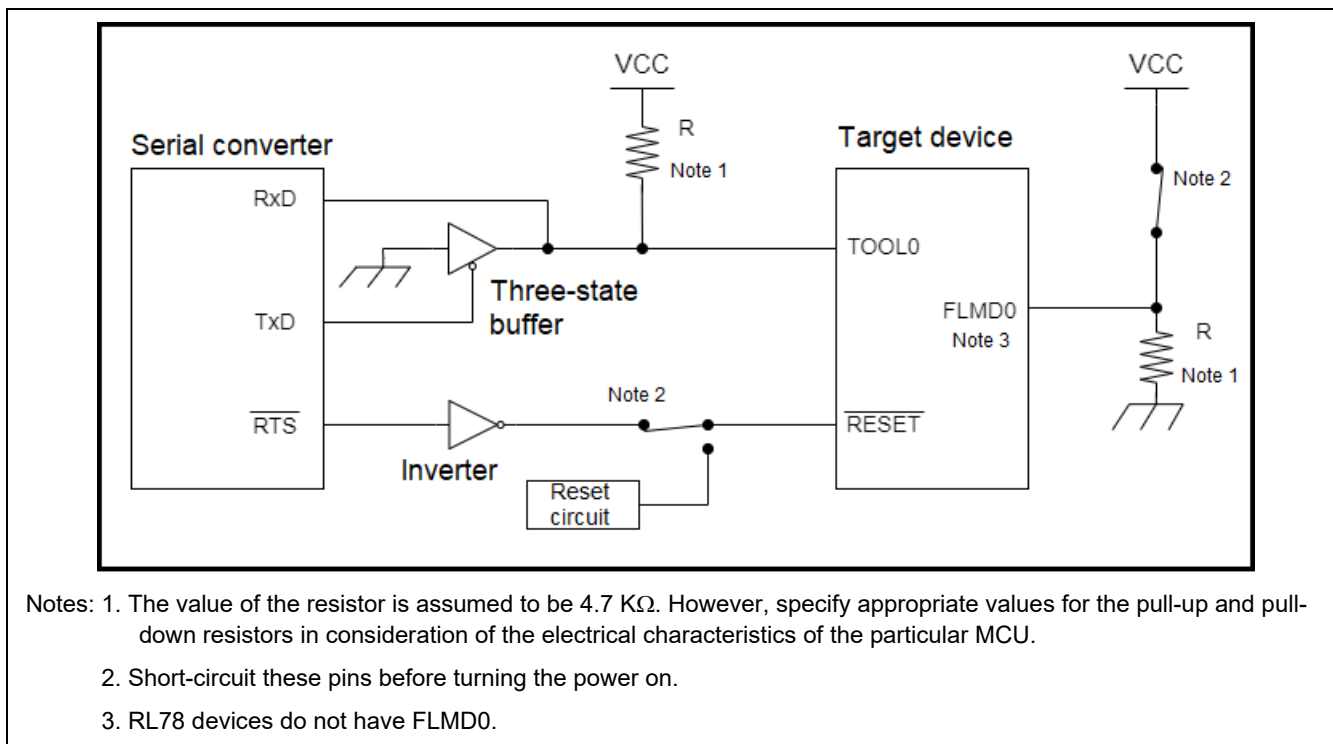 VCC
VCC
R
Note 1
Serial converter
Target device
Note 2
RxD
TOOL0
Three-state
buffer
TxD
FLMD0
Note 3
R
Note 1
Note 2
RTS
RESET
Inverter
Reset
circuit
Notes: 1. The value of the resistor is assumed to be 4.7 KΩ. However, specify appropriate values for the pull-up and pull-
down resistors in consideration of the electrical characteristics of the particular MCU.
2. Short-circuit these pins before turning the power on.
3. RL78 devices do not have FLMD0.